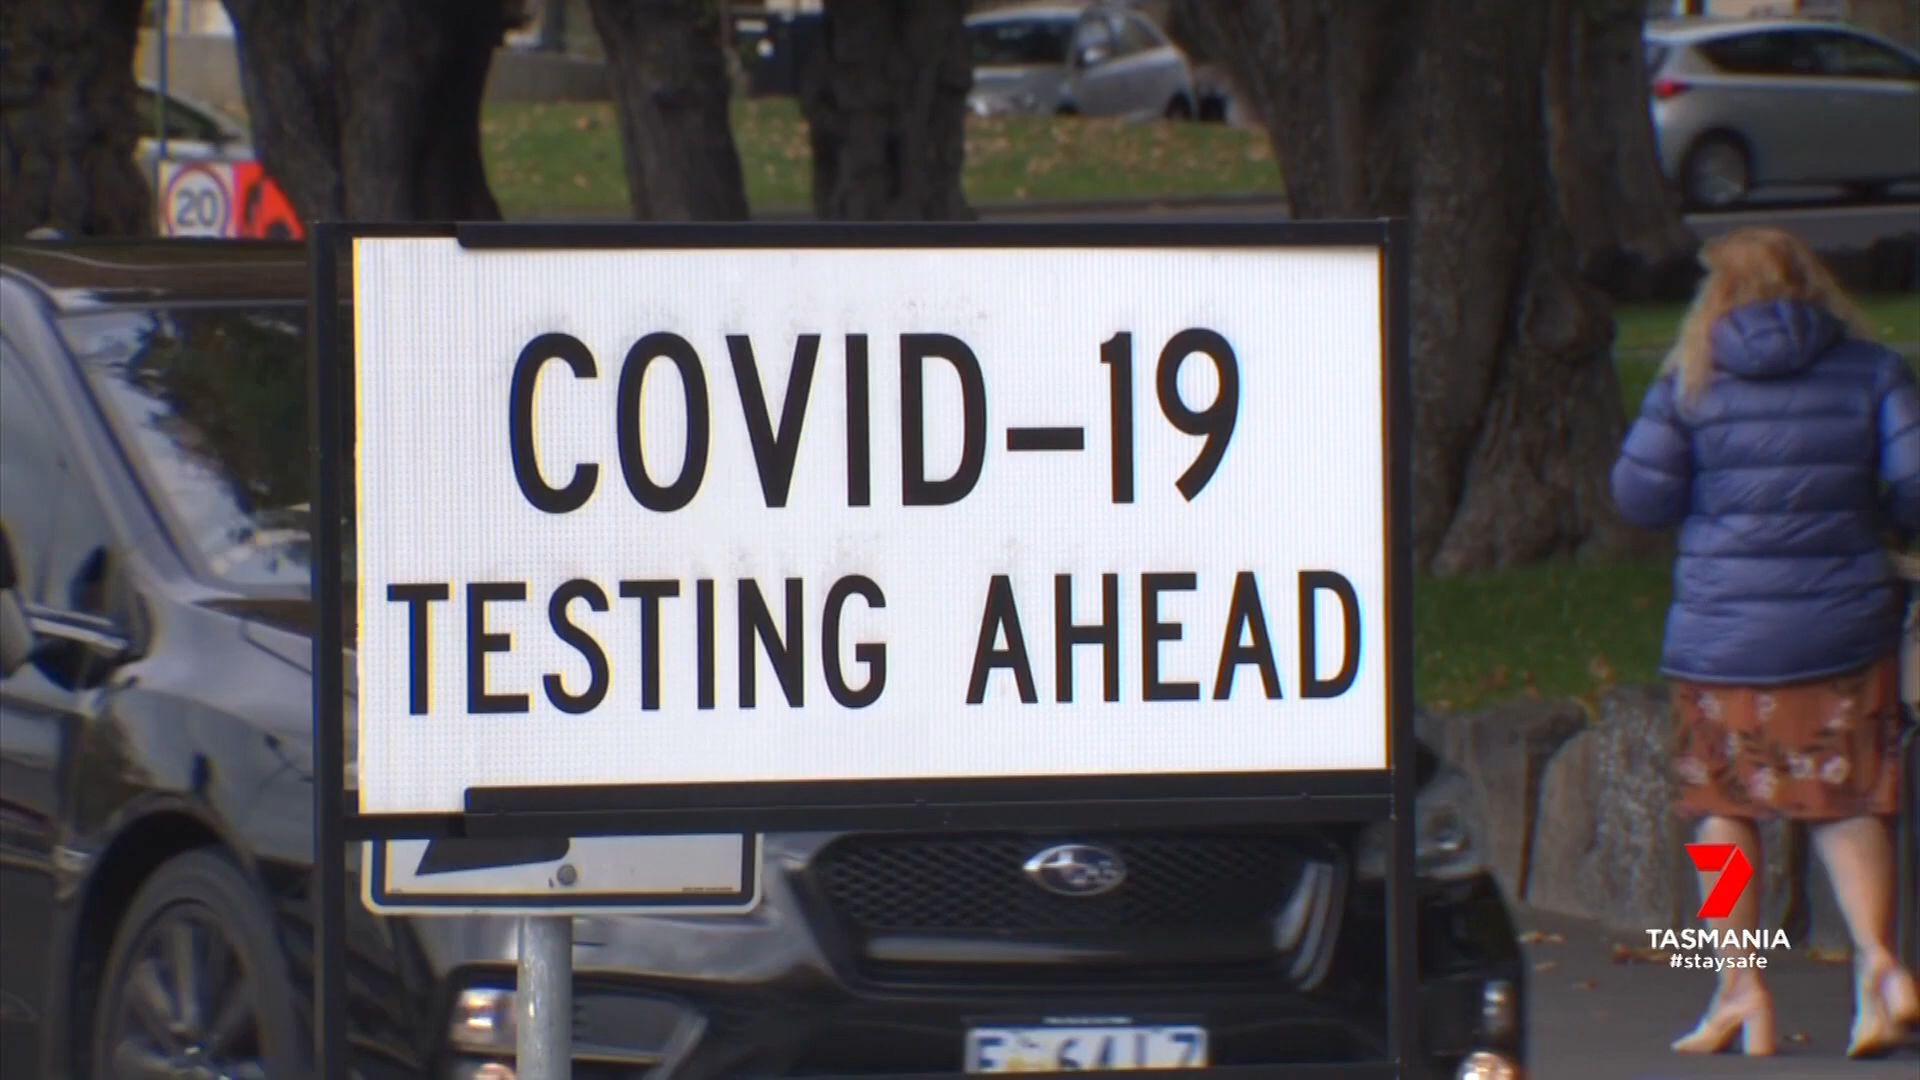 20
COVID-19
TESTING AHEAD
7
TASMANIA
#staysafe